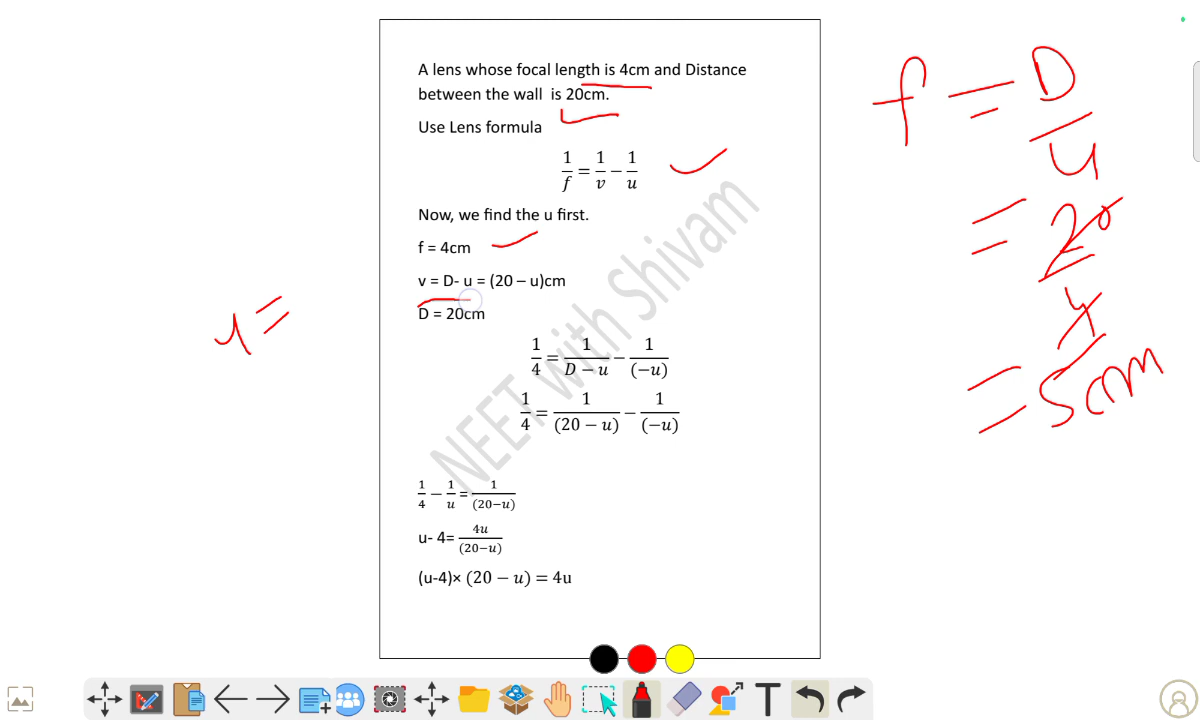 A lens whose focal length is 4cm and Distance
between the wall is 20cm.
Use Lens formula
1/f = 1/v − 1/u
Now, we find the u first.
f = 4cm
v = D- u = (20 – u)cm
D = 20cm
1/4 = 1/(D − u) − 1/(−u)
1/4 = 1/(20 − u) − 1/(−u)
1/4 − 1/u = 1/(20−u)
u- 4= 4u/(20−u)
(u-4)× (20 − u) = 4u
NEET with Shivam
u =
f = D/4
= 20/4
= 5cm
T